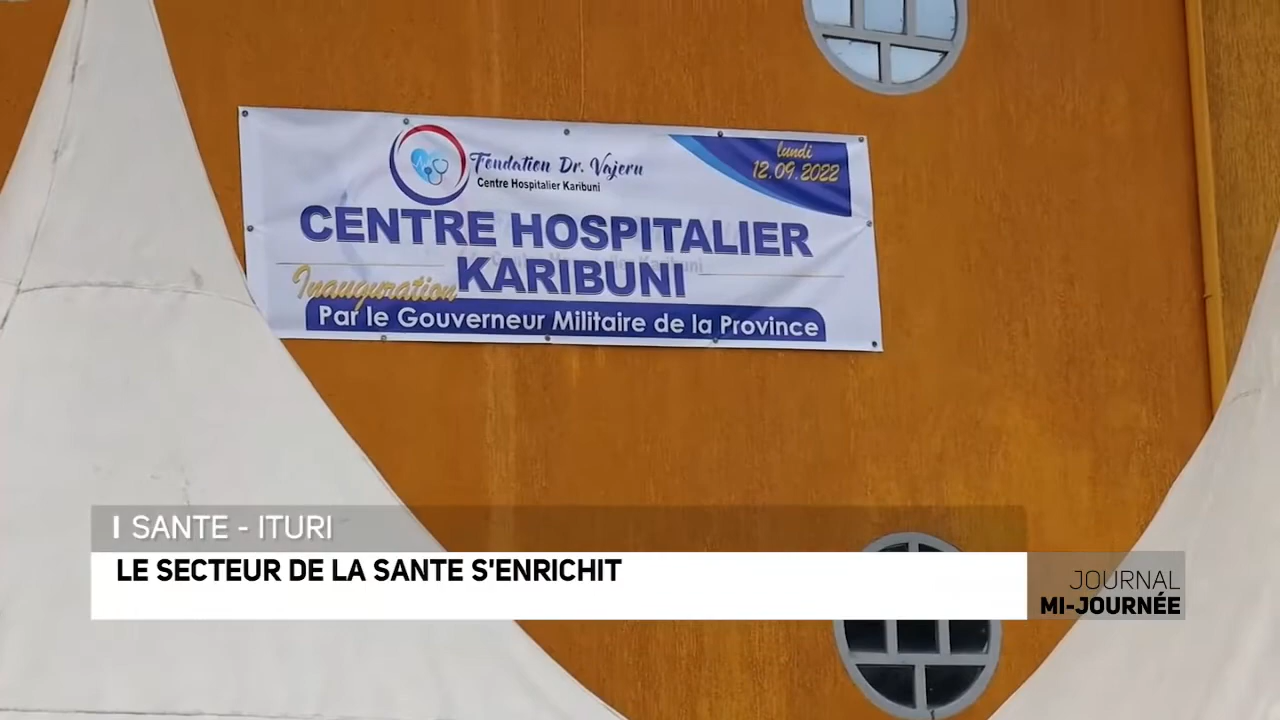 Fondation Dr. Vajeru
Centre Hospitalier Karibuni
lundi
12.09.2022
CENTRE HOSPITALIER
KARIBUNI
Inauguration
Par le Gouverneur Militaire de la Province
SANTE - ITURI
LE SECTEUR DE LA SANTE S'ENRICHIT
JOURNAL
MI-JOURNÉE